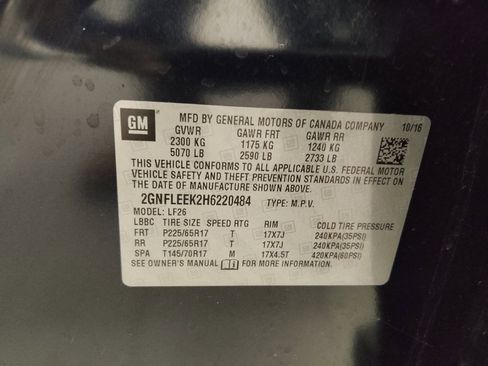 GM
MFD BY GENERAL MOTORS OF CANADA COMPANY 10/16
GVWR GAWR FRT GAWR RR
2300 KG 1175 KG 1240 KG
5070 LB 2590 LB 2733 LB
THIS VEHICLE CONFORMS TO ALL APPLICABLE U.S. FEDERAL MOTOR
VEHICLE SAFETY AND THEFT PREVENTION STANDARDS IN
EFFECT ON THE DATE OF MANUFACTURE SHOWN ABOVE.
2GNFLEEK2H6220484 TYPE: M.P.V.
MODEL: LF26
LBBC TIRE SIZE SPEED RTG RIM COLD TIRE PRESSURE
FRT P225/65R17 T 17X7J 240KPA(35PSI)
RR P225/65R17 T 17X7J 240KPA(35PSI)
SPA T145/70R17 M 17X4.5T 420KPA(60PSI)
SEE OWNER'S MANUAL FOR MORE INFORMATION